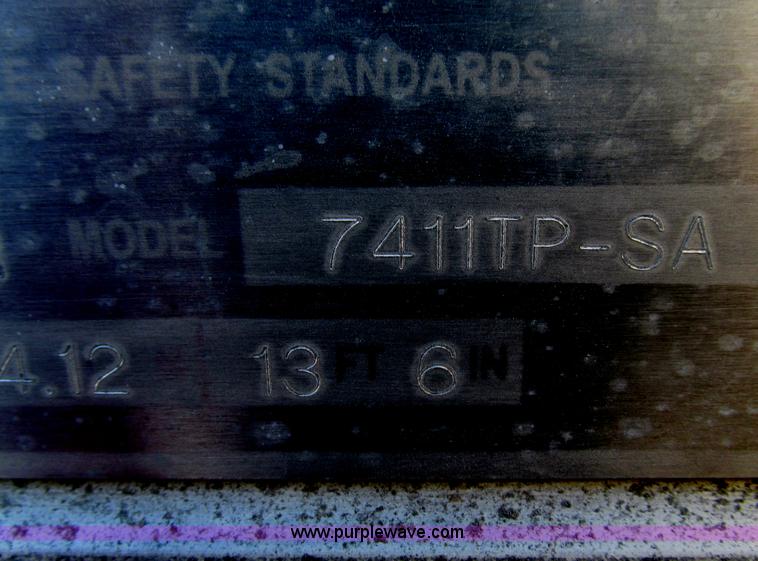 E SAFETY STANDARDS
MODEL 7411TP-SA
4.12 13 FT 6 IN
www.purplewave.com